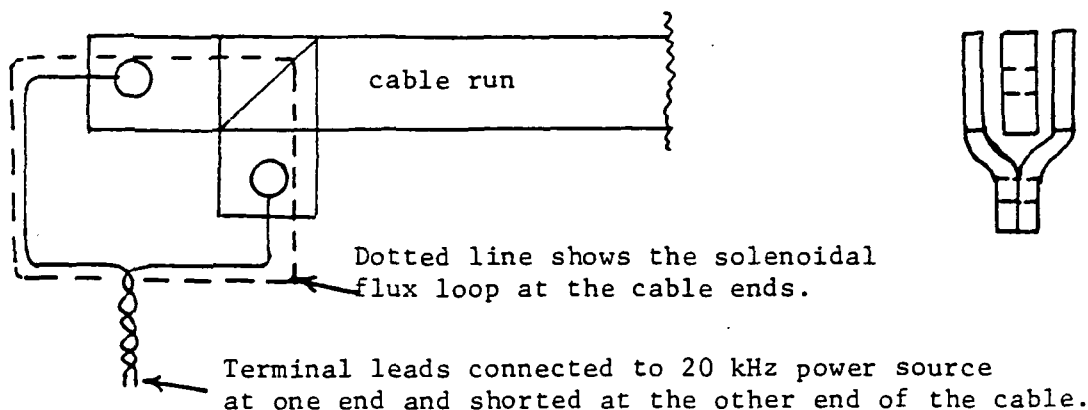 cable run
Dotted line shows the solenoidal
flux loop at the cable ends.
Terminal leads connected to 20 kHz power source
at one end and shorted at the other end of the cable.